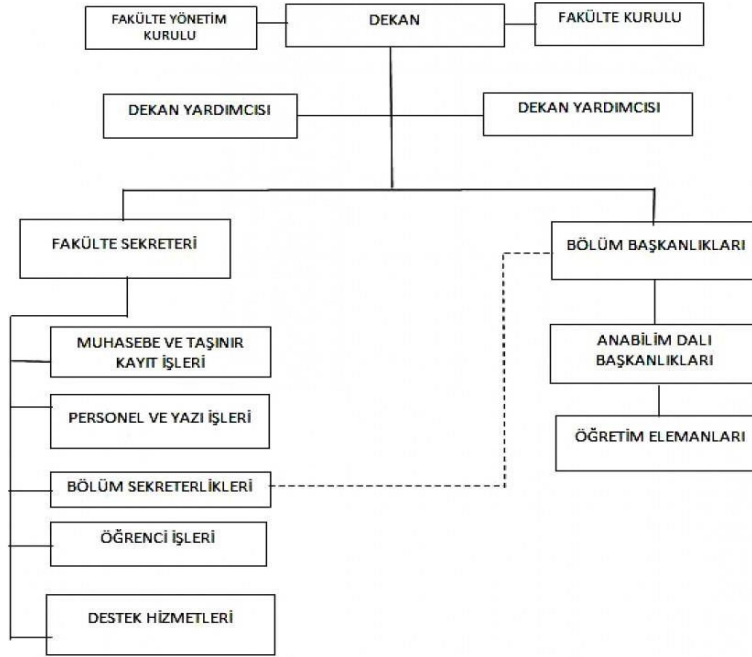 FAKÜLTE YÖNETİM
KURULU
DEKAN
FAKÜLTE KURULU
DEKAN YARDIMCISI
DEKAN YARDIMCISI
FAKÜLTE SEKRETERİ
BÖLÜM BAŞKANLIKLARI
MUHASEBE VE TAŞINIR
KAYIT İŞLERİ
ANABİLİM DALI
BAŞKANLIKLARI
PERSONEL VE YAZI İŞLERİ
ÖĞRETİM ELEMANLARI
BÖLÜM SEKRETERLİKLERİ
ÖĞRENCİ İŞLERİ
DESTEK HİZMETLERİ